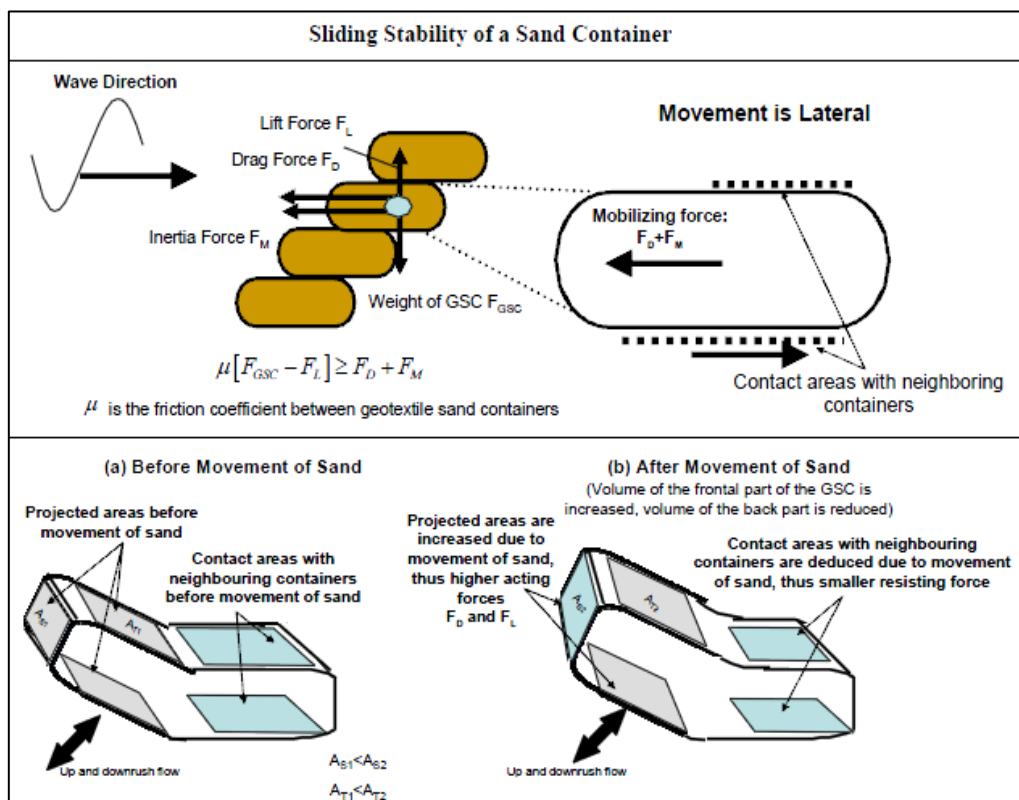 Sliding Stability of a Sand Container
Wave Direction
Lift Force F_L
Drag Force F_D
Inertia Force F_M
Weight of GSC F_GSC
μ[F_GSC − F_L] ≥ F_D + F_M
μ is the friction coefficient between geotextile sand containers
Movement is Lateral
Mobilizing force:
F_D+F_M
Contact areas with neighboring
containers
(a) Before Movement of Sand
Projected areas before
movement of sand
Contact areas with
neighbouring containers
before movement of sand
A_S1
A_T1
Up and downrush flow
A_S1<A_S2
A_T1<A_T2
(b) After Movement of Sand
(Volume of the frontal part of the GSC is
increased, volume of the back part is reduced)
Projected areas are
increased due to
movement of sand,
thus higher acting
forces
F_D and F_L
Contact areas with neighbouring
containers are deduced due to movement
of sand, thus smaller resisting force
A_S2
A_T2
Up and downrush flow